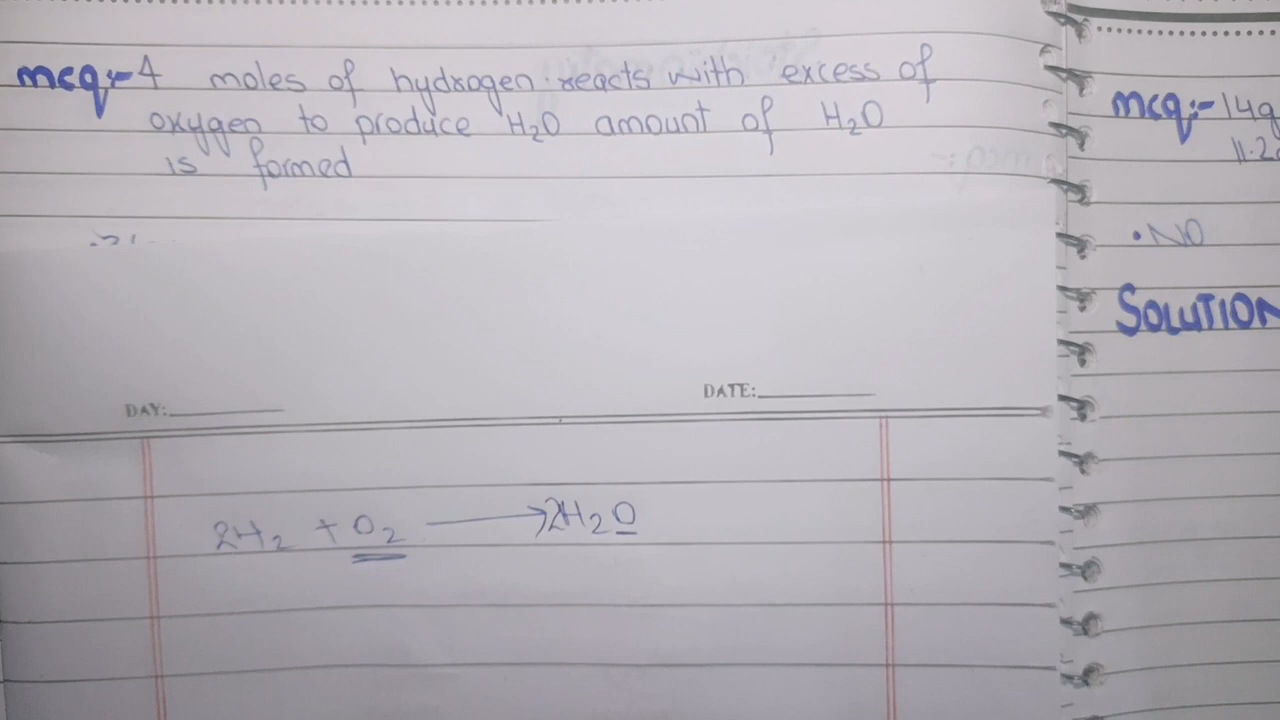 mcq:- 4 moles of hydrogen reacts with excess of
oxygen to produce H₂O amount of H₂O
is formed
DAY:
DATE:
2H₂ + O₂ ⟶ 2H₂O
mcq:- 14g
11.2
• NO
SOLUTION